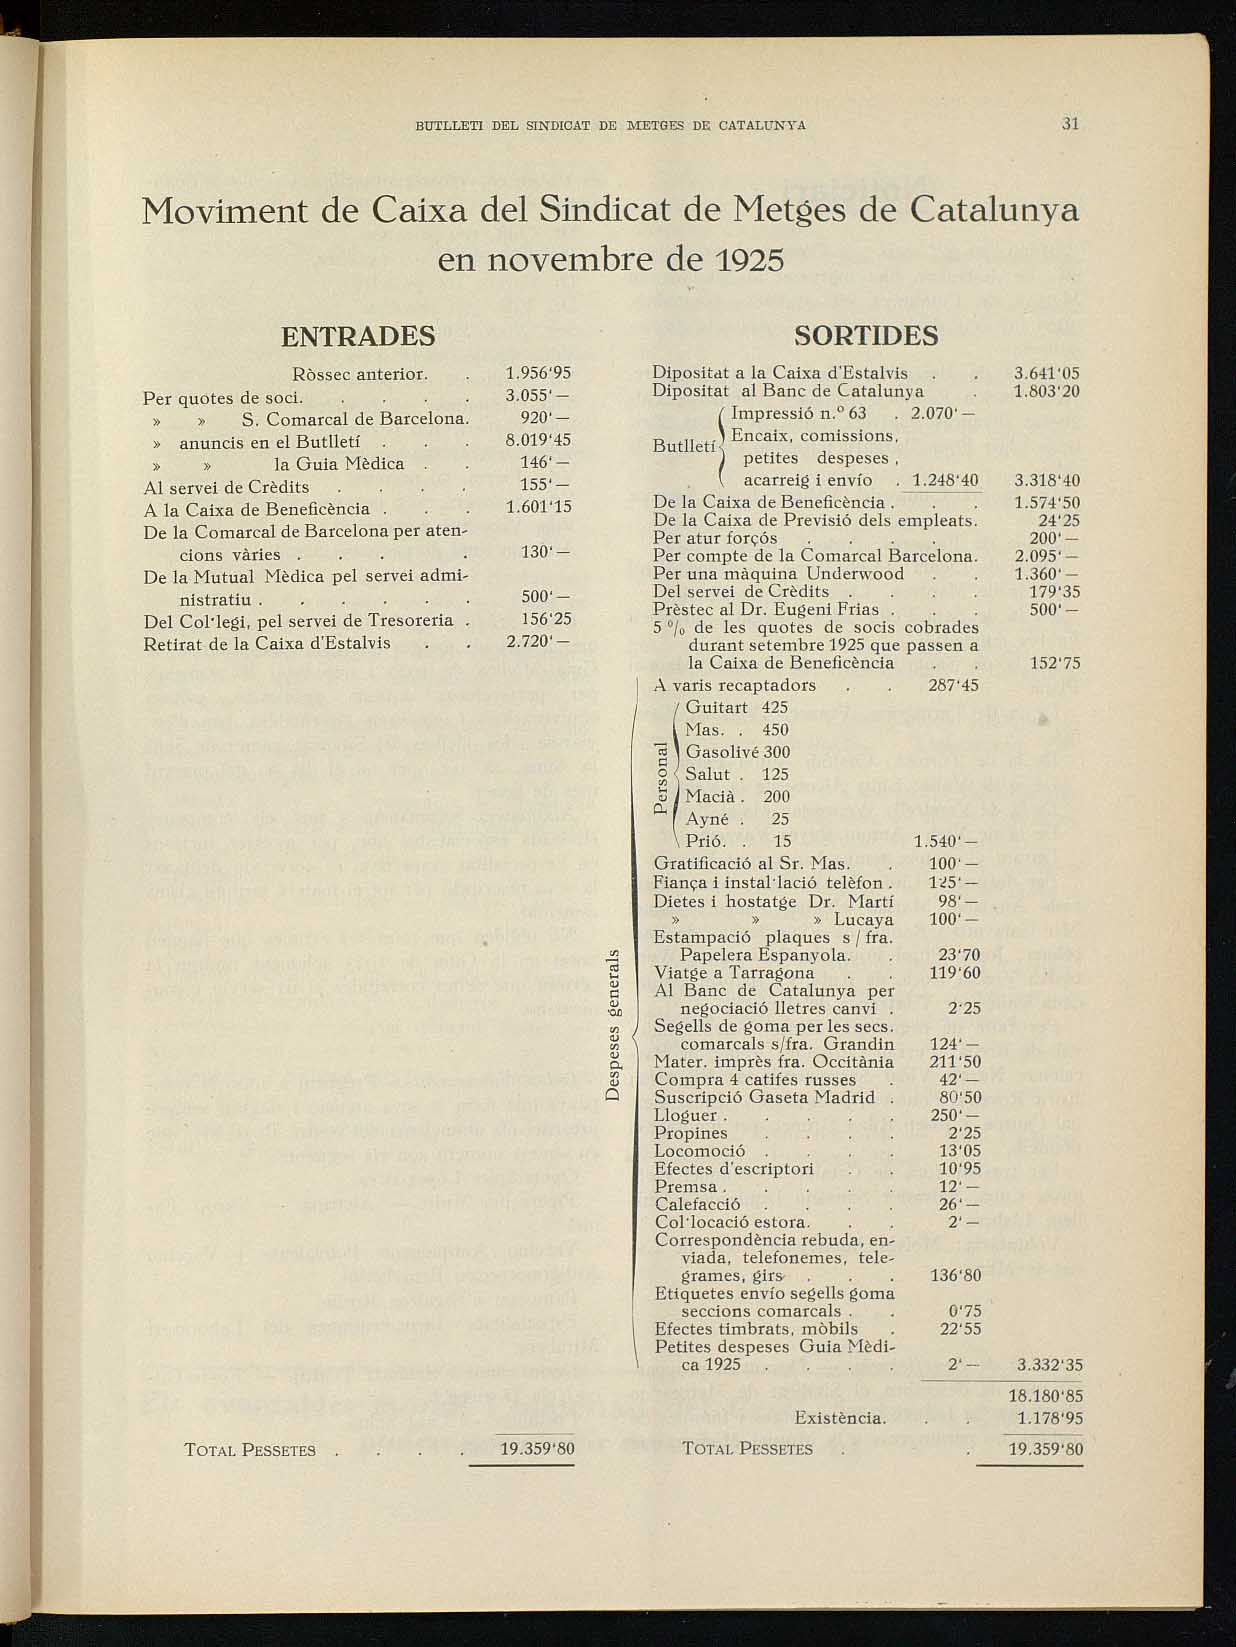 BUTLLETI DEL SINDICAT DE METGES DE CATALUNYA 31
Moviment de Caixa del Sindicat de Metges de Catalunya
en novembre de 1925
ENTRADES
Ròssec anterior. . 1.956‘95
Per quotes de soci. . . . . 3.055‘ —
» » S. Comarcal de Barcelona. 920‘ —
» anuncis en el Butlletí . . . 8.019‘45
» » la Guia Mèdica . . 146‘ —
Al servei de Crèdits . . . . 155‘ —
A la Caixa de Beneficència . . . 1.601‘15
De la Comarcal de Barcelona per aten-
cions vàries . . . . . 130‘ —
De la Mutual Mèdica pel servei admi-
nistratiu . . . . . . 500‘ —
Del Col‘legi, pel servei de Tresoreria . 156‘25
Retirat de la Caixa d'Estalvis . . 2.720‘ —
TOTAL PESSETES . . . . 19.359‘80
SORTIDES
Dipositat a la Caixa d'Estalvis . . 3.641‘05
Dipositat al Banc de Catalunya . 1.803‘20
Impressió n.º 63 . 2.070‘ —
Butlletí Encaix, comissions,
petites despeses ,
acarreig i envío . 1.248‘40 3.318‘40
De la Caixa de Beneficència . . . 1.574‘50
De la Caixa de Previsió dels empleats. 24‘25
Per atur forçós . . . . 200‘ —
Per compte de la Comarcal Barcelona. 2.095‘ —
Per una màquina Underwood . . 1.360‘ —
Del servei de Crèdits . . . . 179‘35
Prèstec al Dr. Eugeni Frias . . . 500‘ —
5 % de les quotes de socis cobrades
durant setembre 1925 que passen a
la Caixa de Beneficència . . 152‘75
Despeses generals
A varis recaptadors . . 287‘45
Personal
Guitart 425
Mas. . 450
Gasolivé 300
Salut . 125
Macià . 200
Ayné . 25
Prió. . 15 1.540‘ —
Gratificació al Sr. Mas. . 100‘ —
Fiança i instal‘lació telèfon . 125‘ —
Dietes i hostatge Dr. Martí 98‘ —
» » » Lucaya 100‘ —
Estampació plaques s / fra.
Papelera Espanyola. . 23‘70
Viatge a Tarragona . . 119‘60
Al Banc de Catalunya per
negociació lletres canvi . 2‘25
Segells de goma per les secs.
comarcals s/fra. Grandin 124‘ —
Mater. imprès fra. Occitània 211‘50
Compra 4 catifes russes . 42‘ —
Suscripció Gaseta Madrid . 80‘50
Lloguer . . . . . 250‘ —
Propines . . . . 2‘25
Locomoció . . . . 13‘05
Efectes d'escriptori . . 10‘95
Premsa . . . . . 12‘ —
Calefacció . . . . 26‘ —
Col‘locació estora. . . 2‘ —
Correspondència rebuda, en-
viada, telefonemes, tele-
grames, girs . . . 136‘80
Etiquetes envío segells goma
seccions comarcals . . 0‘75
Efectes timbrats, mòbils . 22‘55
Petites despeses Guia Mèdi-
ca 1925 . . . . 2‘ — 3.332‘35
18.180‘85
Existència. . . 1.178‘95
TOTAL PESSETES . . . 19.359‘80